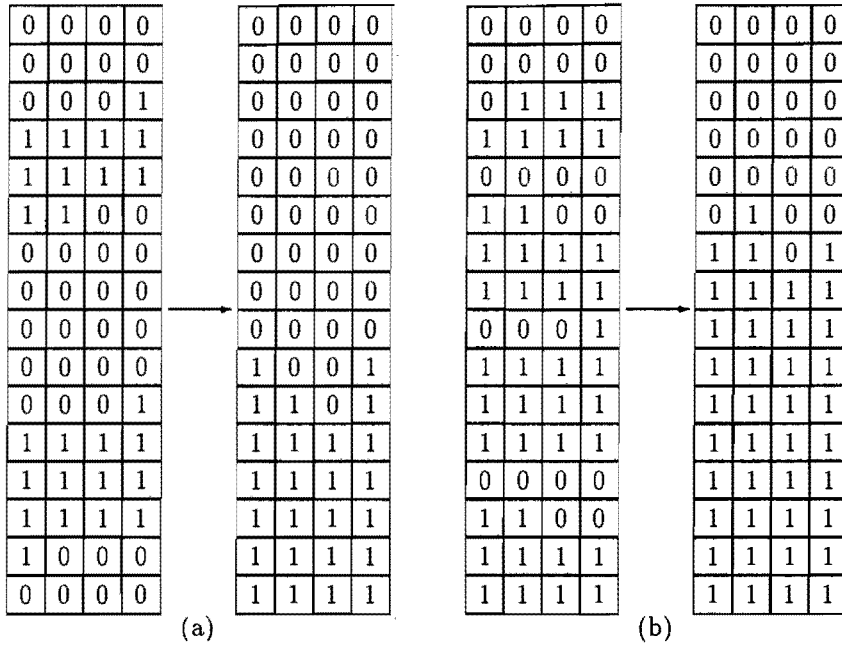 0 0 0 0 0 0 0 0 0 0 0 0 0 0 0 0
0 0 0 0 0 0 0 0 0 0 0 0 0 0 0 0
0 0 0 1 0 0 0 0 0 1 1 1 0 0 0 0
1 1 1 1 0 0 0 0 1 1 1 1 0 0 0 0
1 1 1 1 0 0 0 0 0 0 0 0 0 0 0 0
1 1 0 0 0 0 0 0 1 1 0 0 0 1 0 0
0 0 0 0 0 0 0 0 1 1 1 1 1 1 0 1
0 0 0 0 0 0 0 0 1 1 1 1 1 1 1 1
0 0 0 0 0 0 0 0 0 0 0 1 1 1 1 1
0 0 0 0 1 0 0 1 1 1 1 1 1 1 1 1
0 0 0 1 1 1 0 1 1 1 1 1 1 1 1 1
1 1 1 1 1 1 1 1 1 1 1 1 1 1 1 1
1 1 1 1 1 1 1 1 0 0 0 0 1 1 1 1
1 1 1 1 1 1 1 1 1 1 0 0 1 1 1 1
1 0 0 0 1 1 1 1 1 1 1 1 1 1 1 1
0 0 0 0 1 1 1 1 1 1 1 1 1 1 1 1
(a) (b)